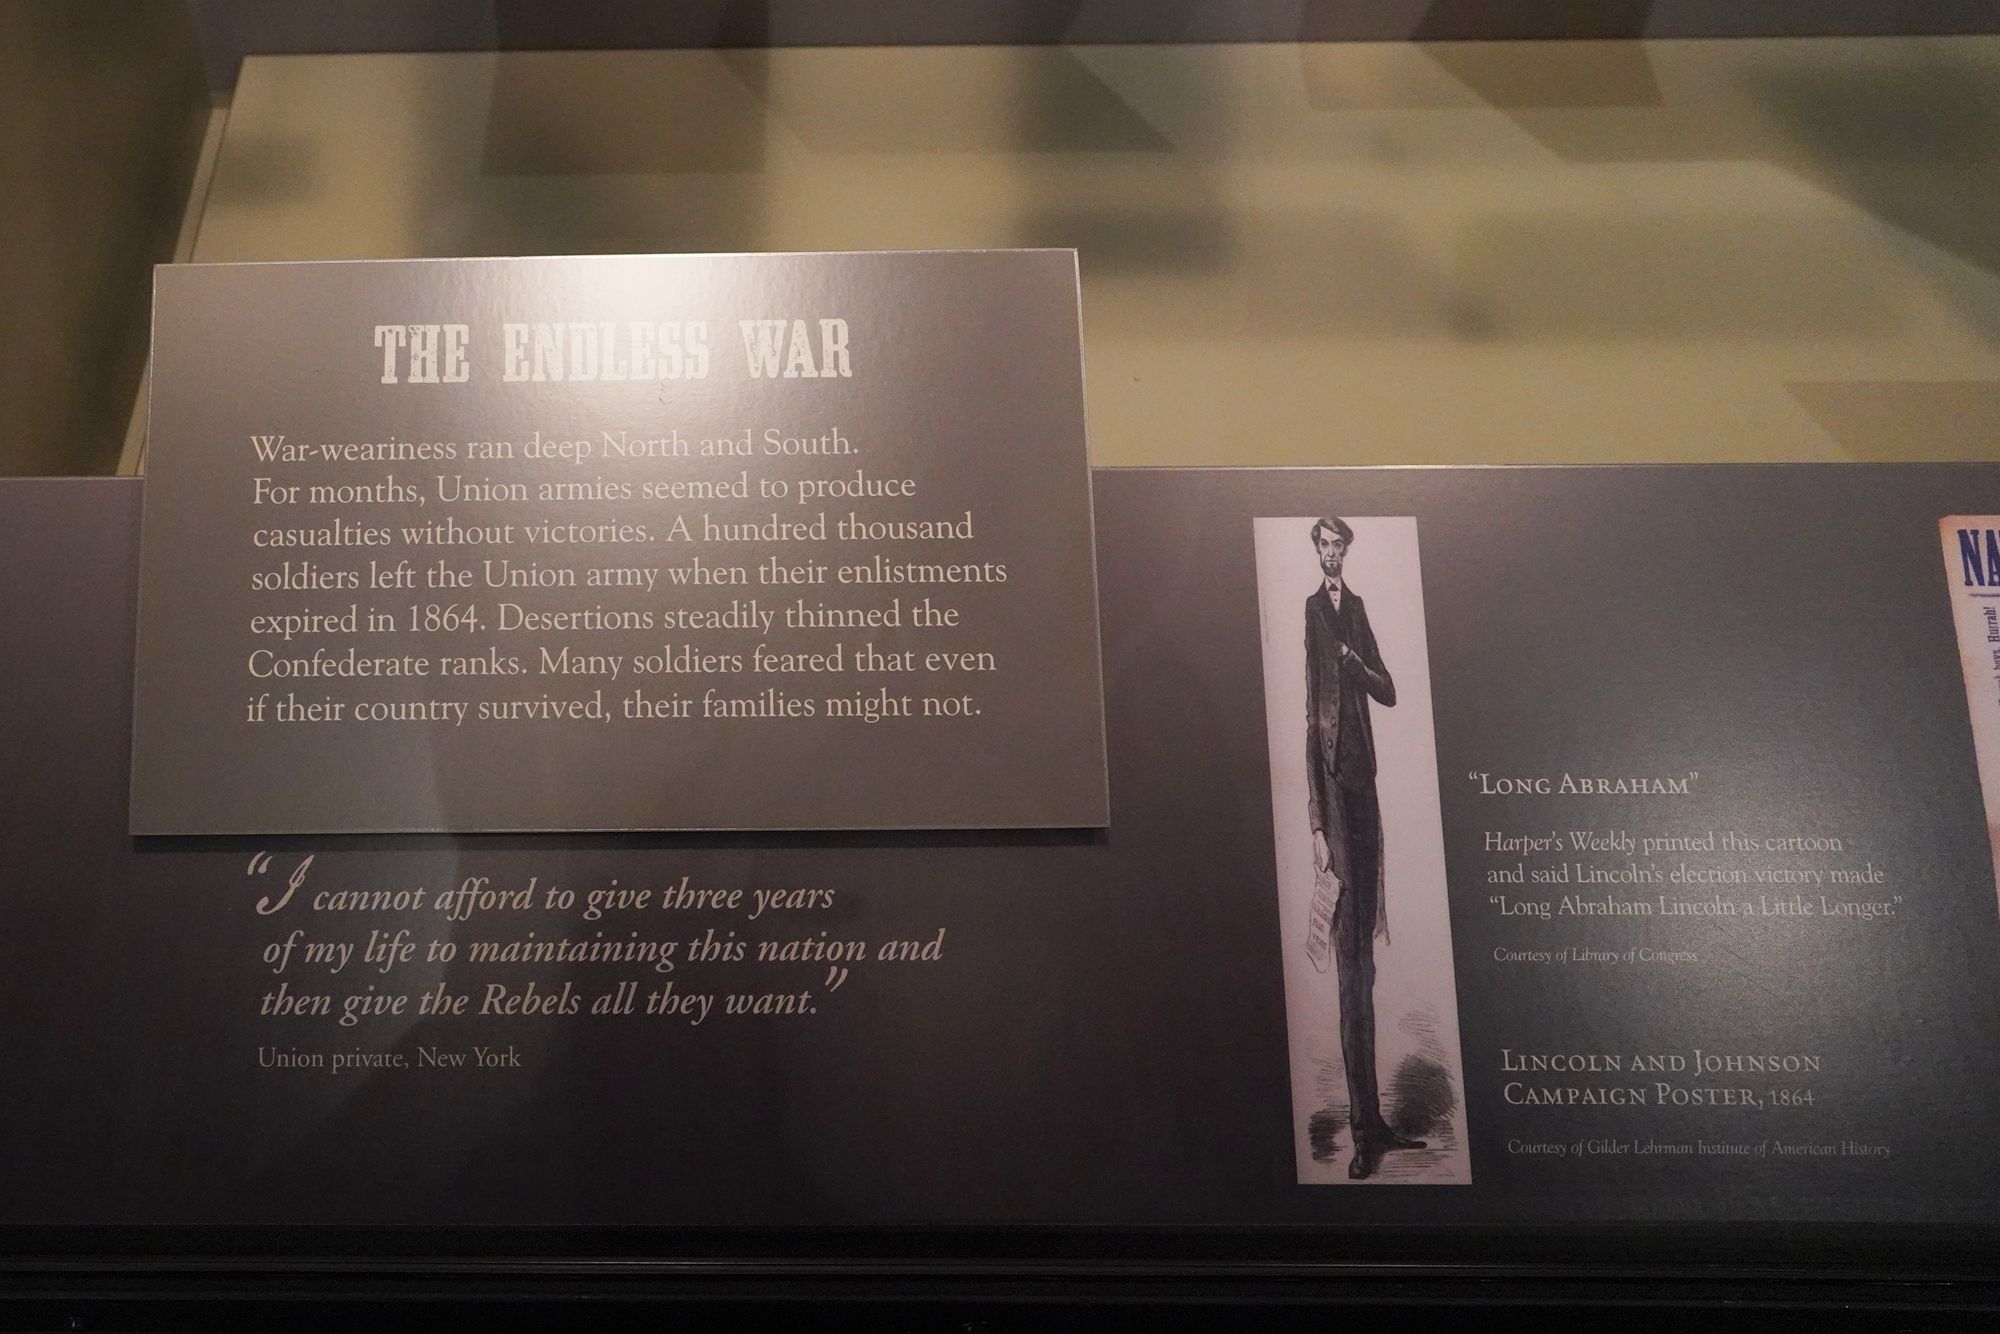 THE ENDLESS WAR
War-weariness ran deep North and South.
For months, Union armies seemed to produce
casualties without victories. A hundred thousand
soldiers left the Union army when their enlistments
expired in 1864. Desertions steadily thinned the
Confederate ranks. Many soldiers feared that even
if their country survived, their families might not.
“I cannot afford to give three years
of my life to maintaining this nation and
then give the Rebels all they want.”
Union private, New York
“LONG ABRAHAM”
Harper's Weekly printed this cartoon
and said Lincoln's election victory made
“Long Abraham Lincoln a Little Longer.”
Courtesy of Library of Congress
LINCOLN AND JOHNSON
CAMPAIGN POSTER, 1864
Courtesy of Gilder Lehrman Institute of American History
NA
boys, Hurrah!